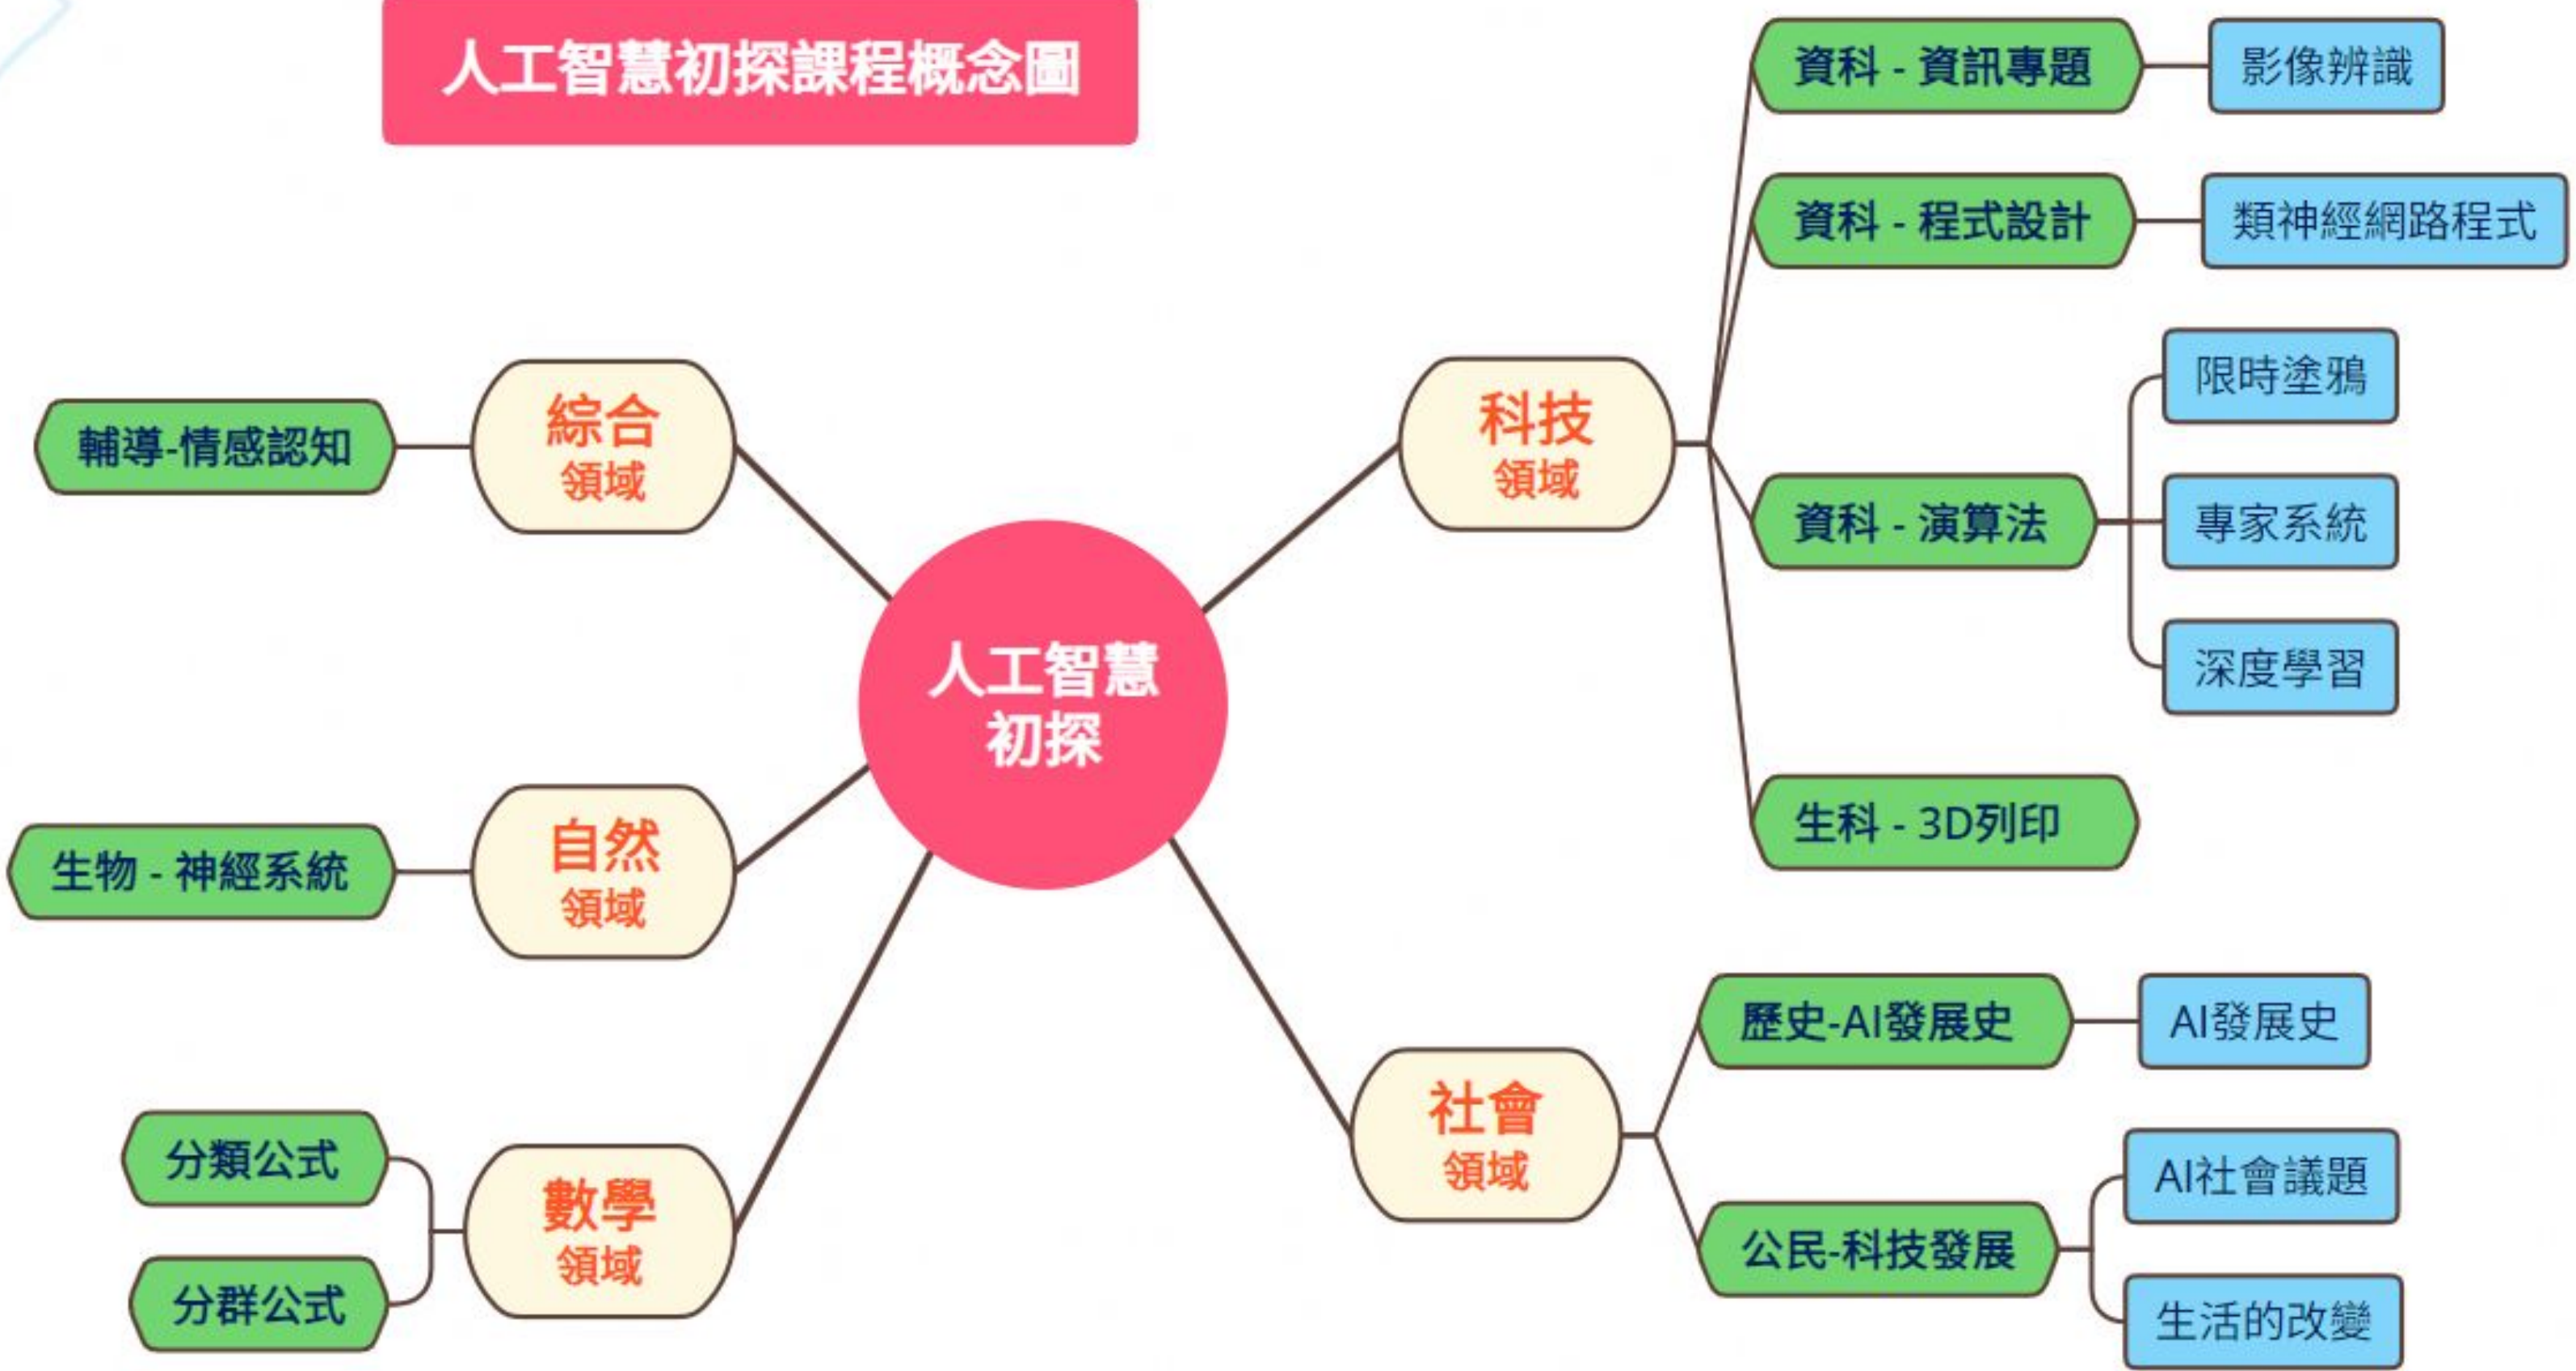 人工智慧初探課程概念圖
人工智慧
初探
綜合
領域
輔導-情感認知
自然
領域
生物 - 神經系統
數學
領域
分類公式
分群公式
科技
領域
資科 - 資訊專題
影像辨識
資科 - 程式設計
類神經網路程式
資科 - 演算法
限時塗鴉
專家系統
深度學習
生科 - 3D列印
社會
領域
歷史-AI發展史
AI發展史
公民-科技發展
AI社會議題
生活的改變